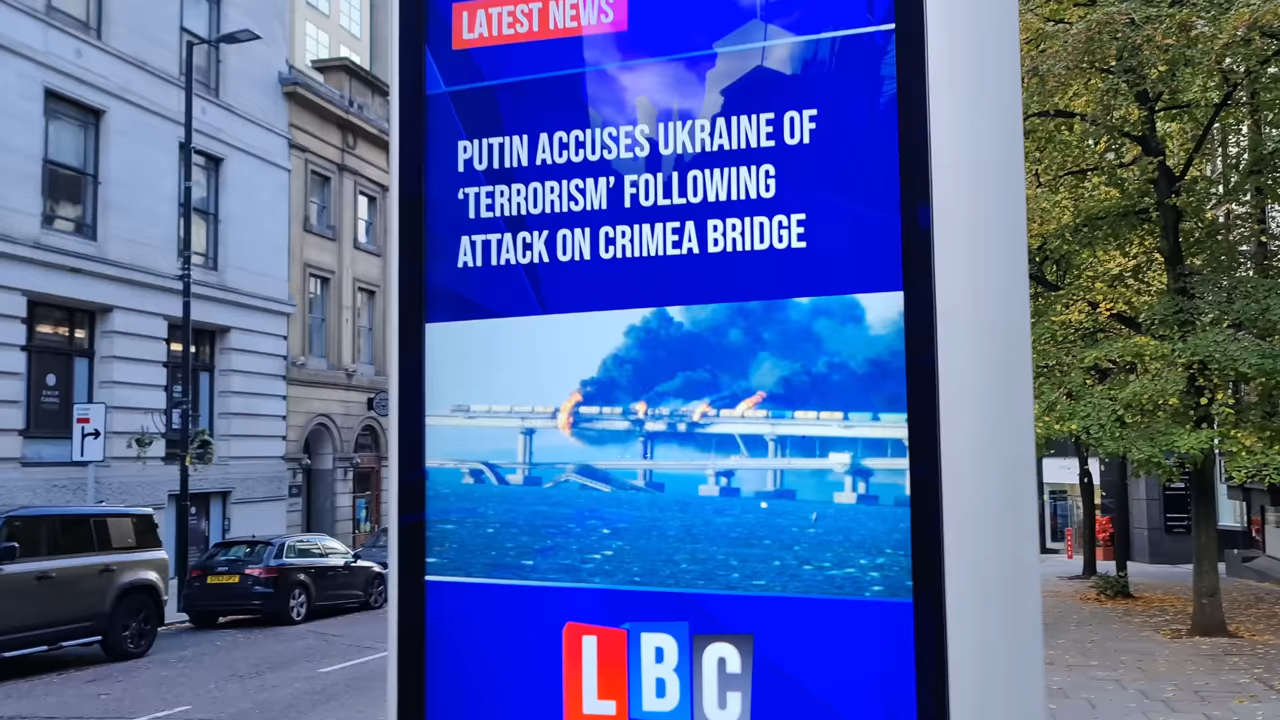 LATEST NEWS
PUTIN ACCUSES UKRAINE OF
‘TERRORISM’ FOLLOWING
ATTACK ON CRIMEA BRIDGE
LBC